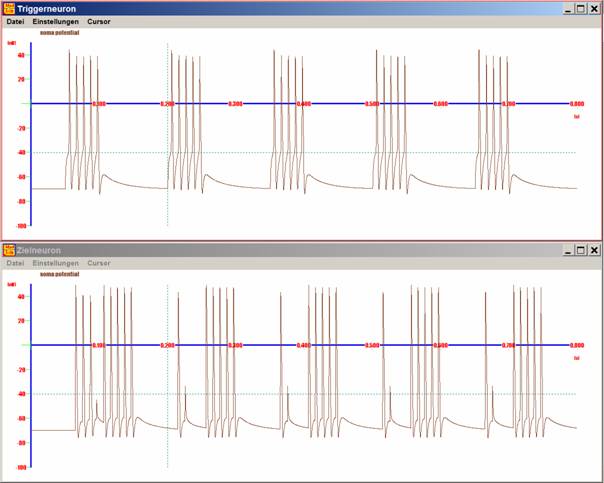 Triggerneuron
Datei Einstellungen Cursor
soma potential
[mV]
40
20
0.100 0.200 0.300 0.400 0.500 0.600 0.700 0.800
[s]
-20
-40
-60
-80
-100
Zielneuron
Datei Einstellungen Cursor
soma potential
[mV]
40
20
0.100 0.200 0.300 0.400 0.500 0.600 0.700 0.800
[s]
-20
-40
-60
-80
-100